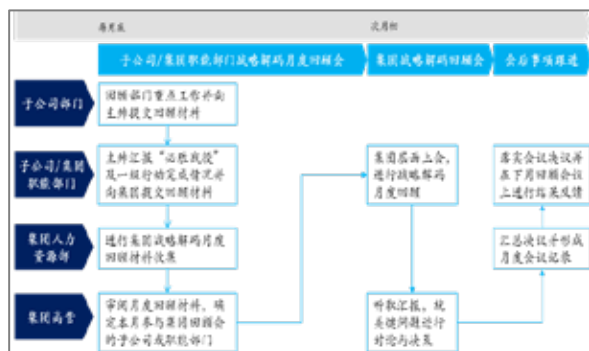 每月底
次月初
子公司/集团职能部门战略解码月度回顾会
集团战略解码回顾会
会后事项跟进
子公司部门
回顾部门重点工作并向
主帅提交回顾材料
子公司/集团
职能部门
主帅汇报“必胜战役”
及一级行动完成情况并
向集团提交回顾材料
集团层面上会,
进行战略解码
月度回顾
落实会议决议并
在下月回顾会议
上进行结果反馈
集团人力
资源部
进行集团战略解码月度
回顾材料收集
汇总决议并形成
月度会议记录
集团高管
审阅月度回顾材料,确
定本月参与集团回顾会
的子公司或职能部门
听取汇报,就
关键问题进行
讨论与决策